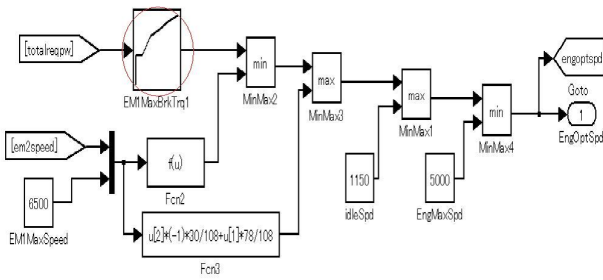 [totalreqpw]
EM1MaxBrkTrq1
min
MinMax2
max
MinMax3
max
MinMax1
min
MinMax4
engoptspd
Goto
1
EngOptSpd
[em2speed]
6500
EM1MaxSpeed
f(u)
Fcn2
u[2]*(-1)*30/108+u[1]*78/108
Fcn3
1150
idleSpd
5000
EngMaxSpd